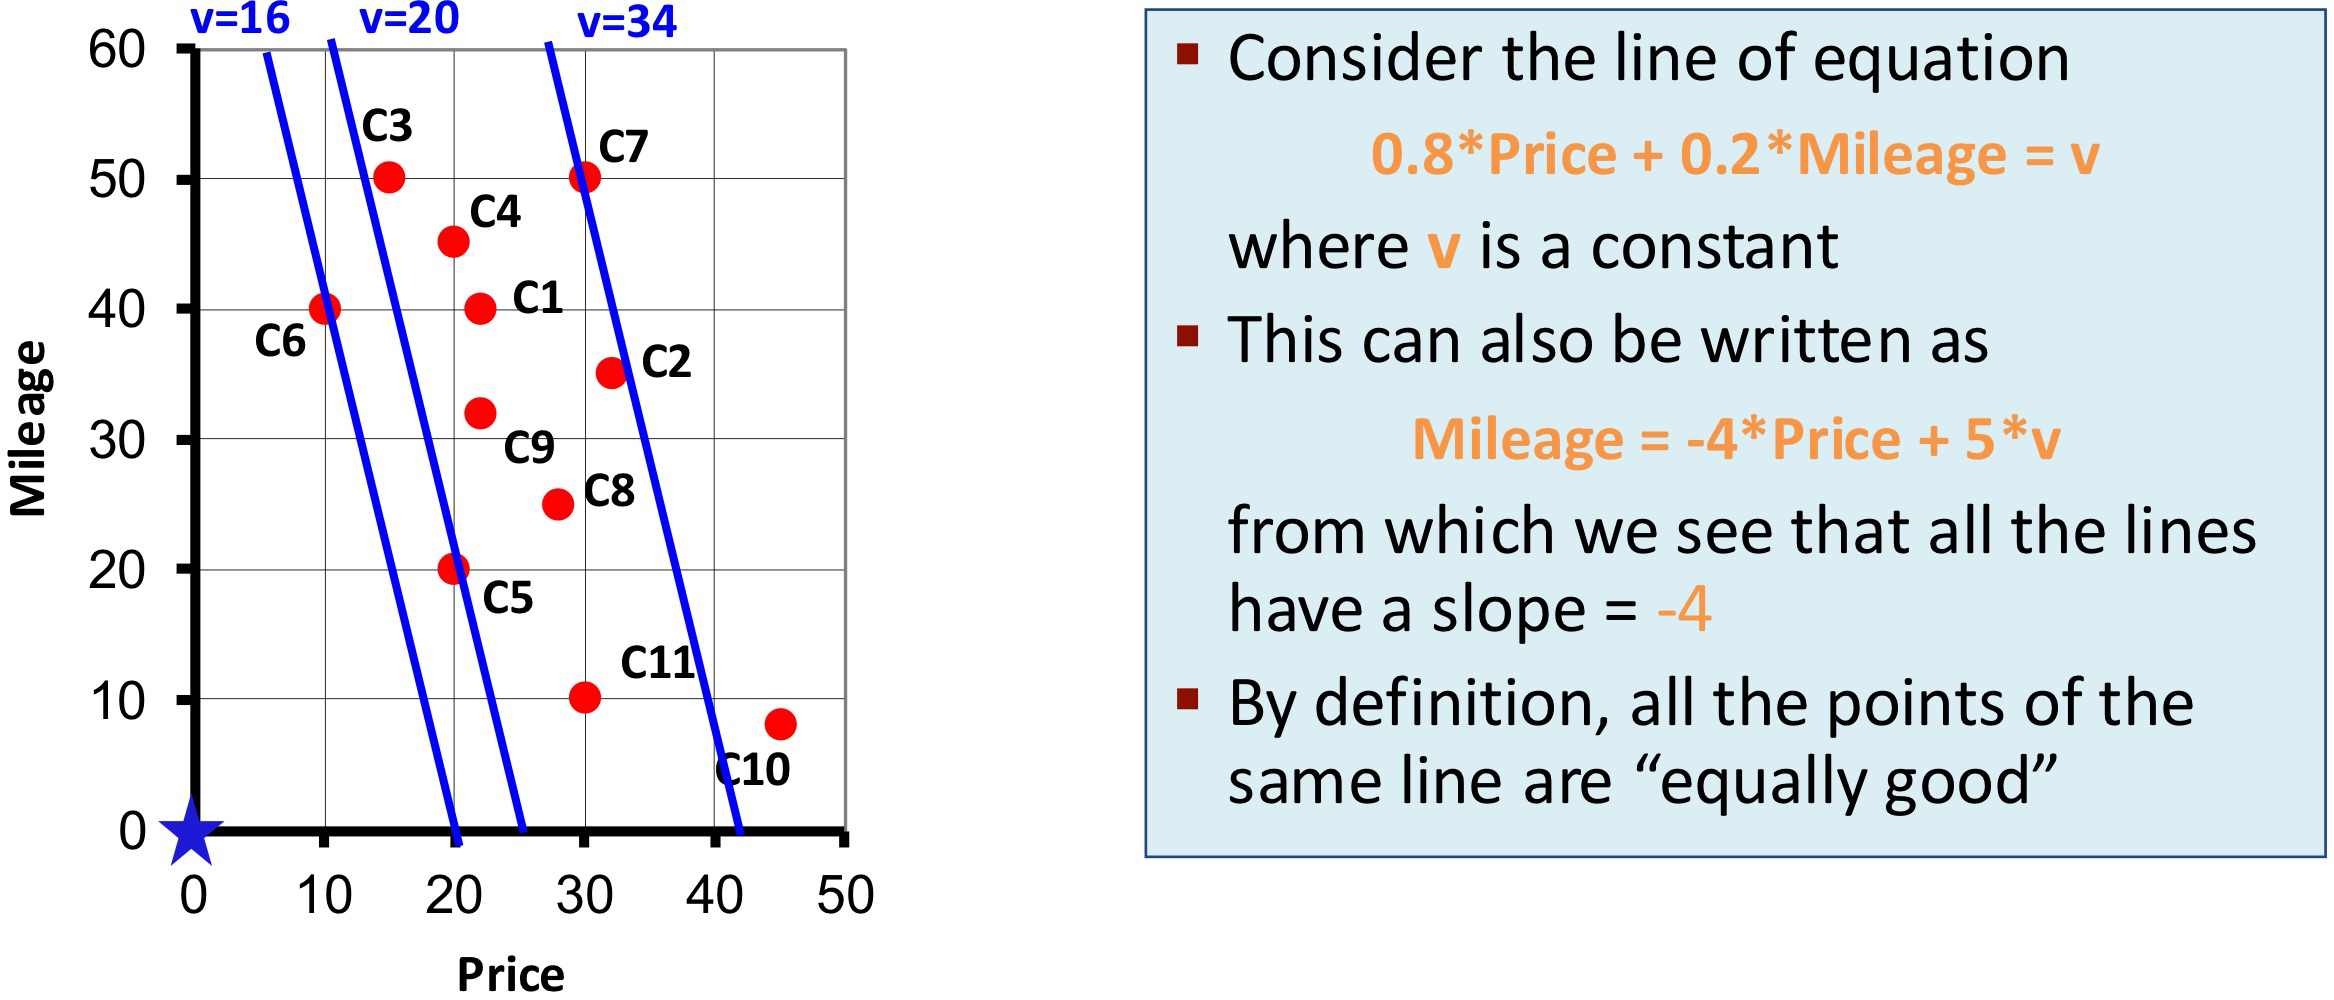 v=16 v=20 v=34
60
C3
C7
50
C4
40
C1
C6
C2
Mileage
30
C9
C8
20
C5
C11
10
C10
0
0 10 20 30 40 50
Price
▪ Consider the line of equation
0.8*Price + 0.2*Mileage = v
where v is a constant
▪ This can also be written as
Mileage = -4*Price + 5*v
from which we see that all the lines
have a slope = -4
▪ By definition, all the points of the
same line are “equally good”